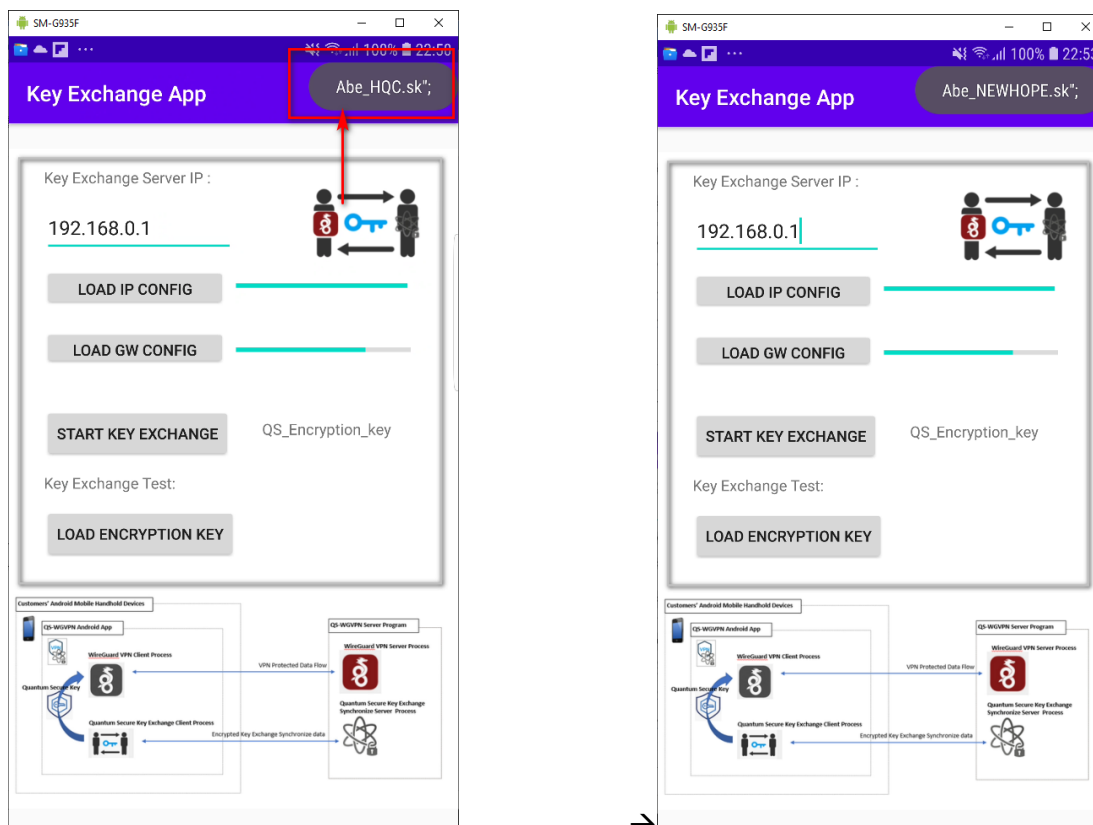 SM-G935F
100% 22:58
Key Exchange App
Abe_HQC.sk";
Key Exchange Server IP :
192.168.0.1
LOAD IP CONFIG
LOAD GW CONFIG
START KEY EXCHANGE
QS_Encryption_key
Key Exchange Test:
LOAD ENCRYPTION KEY
Customers' Android Mobile Handhold Devices
QS-WGVPN Android App
QS-WGVPN Server Program
VPN
WireGuard VPN Client Process
WireGuard VPN Server Process
VPN Protected Data Flow
Quantum Secure Key
Quantum Secure Key Exchange
Synchronize Server Process
Quantum Secure Key Exchange Client Process
Encrypted Key Exchange Synchronize data
→
SM-G935F
100% 22:53
Key Exchange App
Abe_NEWHOPE.sk";
Key Exchange Server IP :
192.168.0.1
LOAD IP CONFIG
LOAD GW CONFIG
START KEY EXCHANGE
QS_Encryption_key
Key Exchange Test:
LOAD ENCRYPTION KEY
Customers' Android Mobile Handhold Devices
QS-WGVPN Android App
QS-WGVPN Server Program
VPN
WireGuard VPN Client Process
WireGuard VPN Server Process
VPN Protected Data Flow
Quantum Secure Key
Quantum Secure Key Exchange
Synchronize Server Process
Quantum Secure Key Exchange Client Process
Encrypted Key Exchange Synchronize data